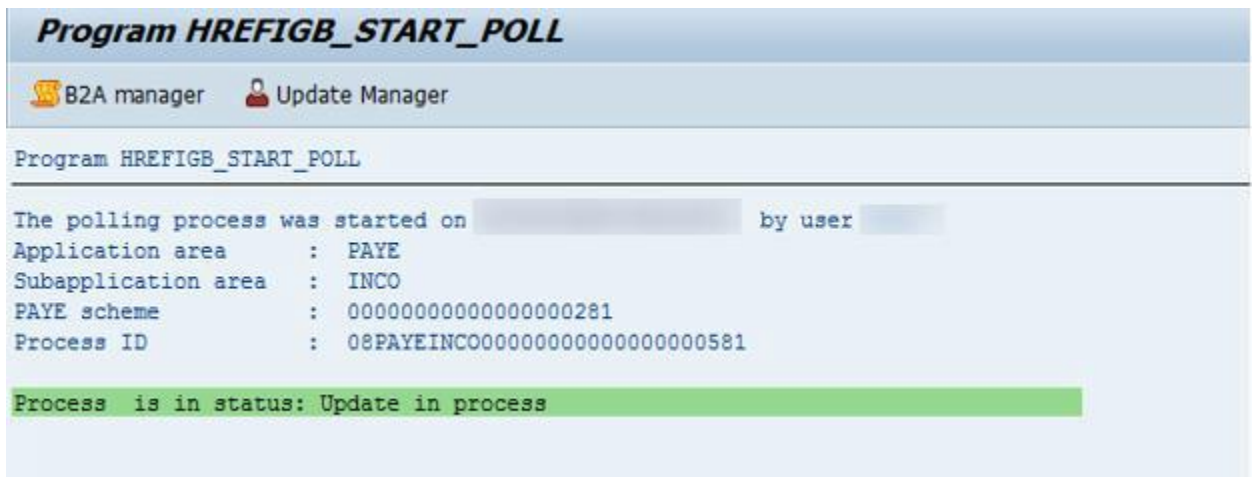 Program HREFIGB_START_POLL
B2A manager Update Manager
Program HREFIGB_START_POLL
The polling process was started on by user
Application area : PAYE
Subapplication area : INCO
PAYE scheme : 00000000000000000281
Process ID : 08PAYEINCO00000000000000000581
Process is in status: Update in process